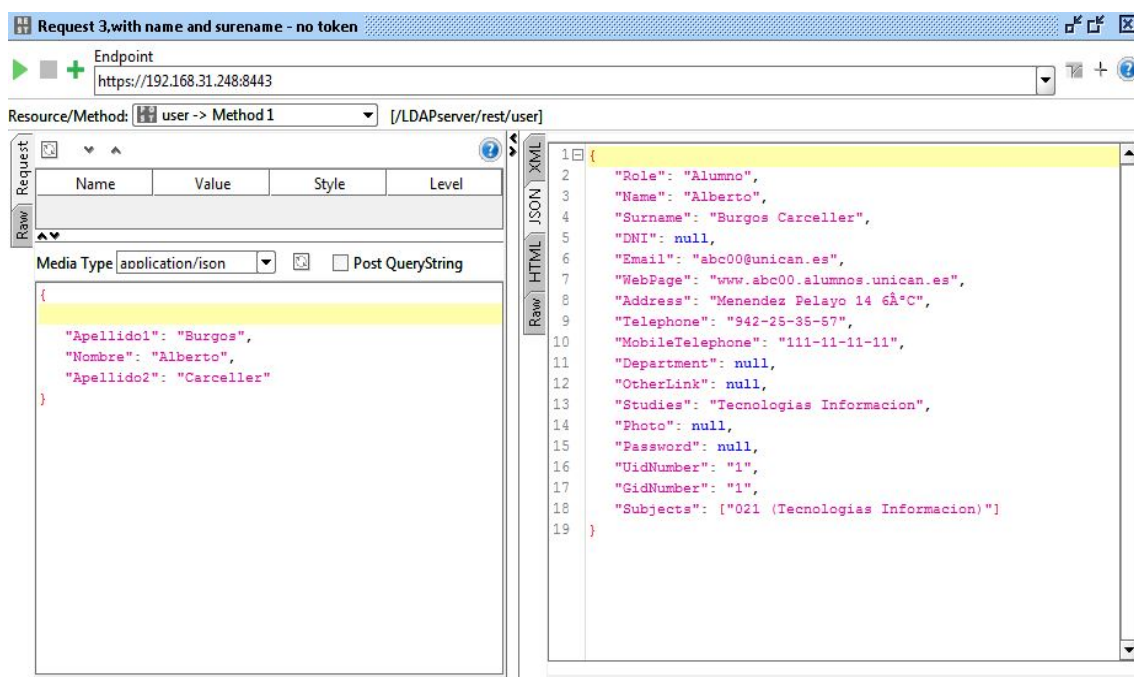 Request 3,with name and surename - no token
Endpoint
https://192.168.31.248:8443
Resource/Method: user -> Method 1 [/LDAPserver/rest/user]
Request
Raw
Name Value Style Level
Media Type application/json Post QueryString
{
"Apellido1": "Burgos",
"Nombre": "Alberto",
"Apellido2": "Carceller"
}
XML
JSON
HTML
Raw
1 {
2 "Role": "Alumno",
3 "Name": "Alberto",
4 "Surname": "Burgos Carceller",
5 "DNI": null,
6 "Email": "abc00@unican.es",
7 "WebPage": "www.abc00.alumnos.unican.es",
8 "Address": "Menendez Pelayo 14 6Â°C",
9 "Telephone": "942-25-35-57",
10 "MobileTelephone": "111-11-11-11",
11 "Department": null,
12 "OtherLink": null,
13 "Studies": "Tecnologias Informacion",
14 "Photo": null,
15 "Password": null,
16 "UidNumber": "1",
17 "GidNumber": "1",
18 "Subjects": ["021 (Tecnologias Informacion)"]
19 }